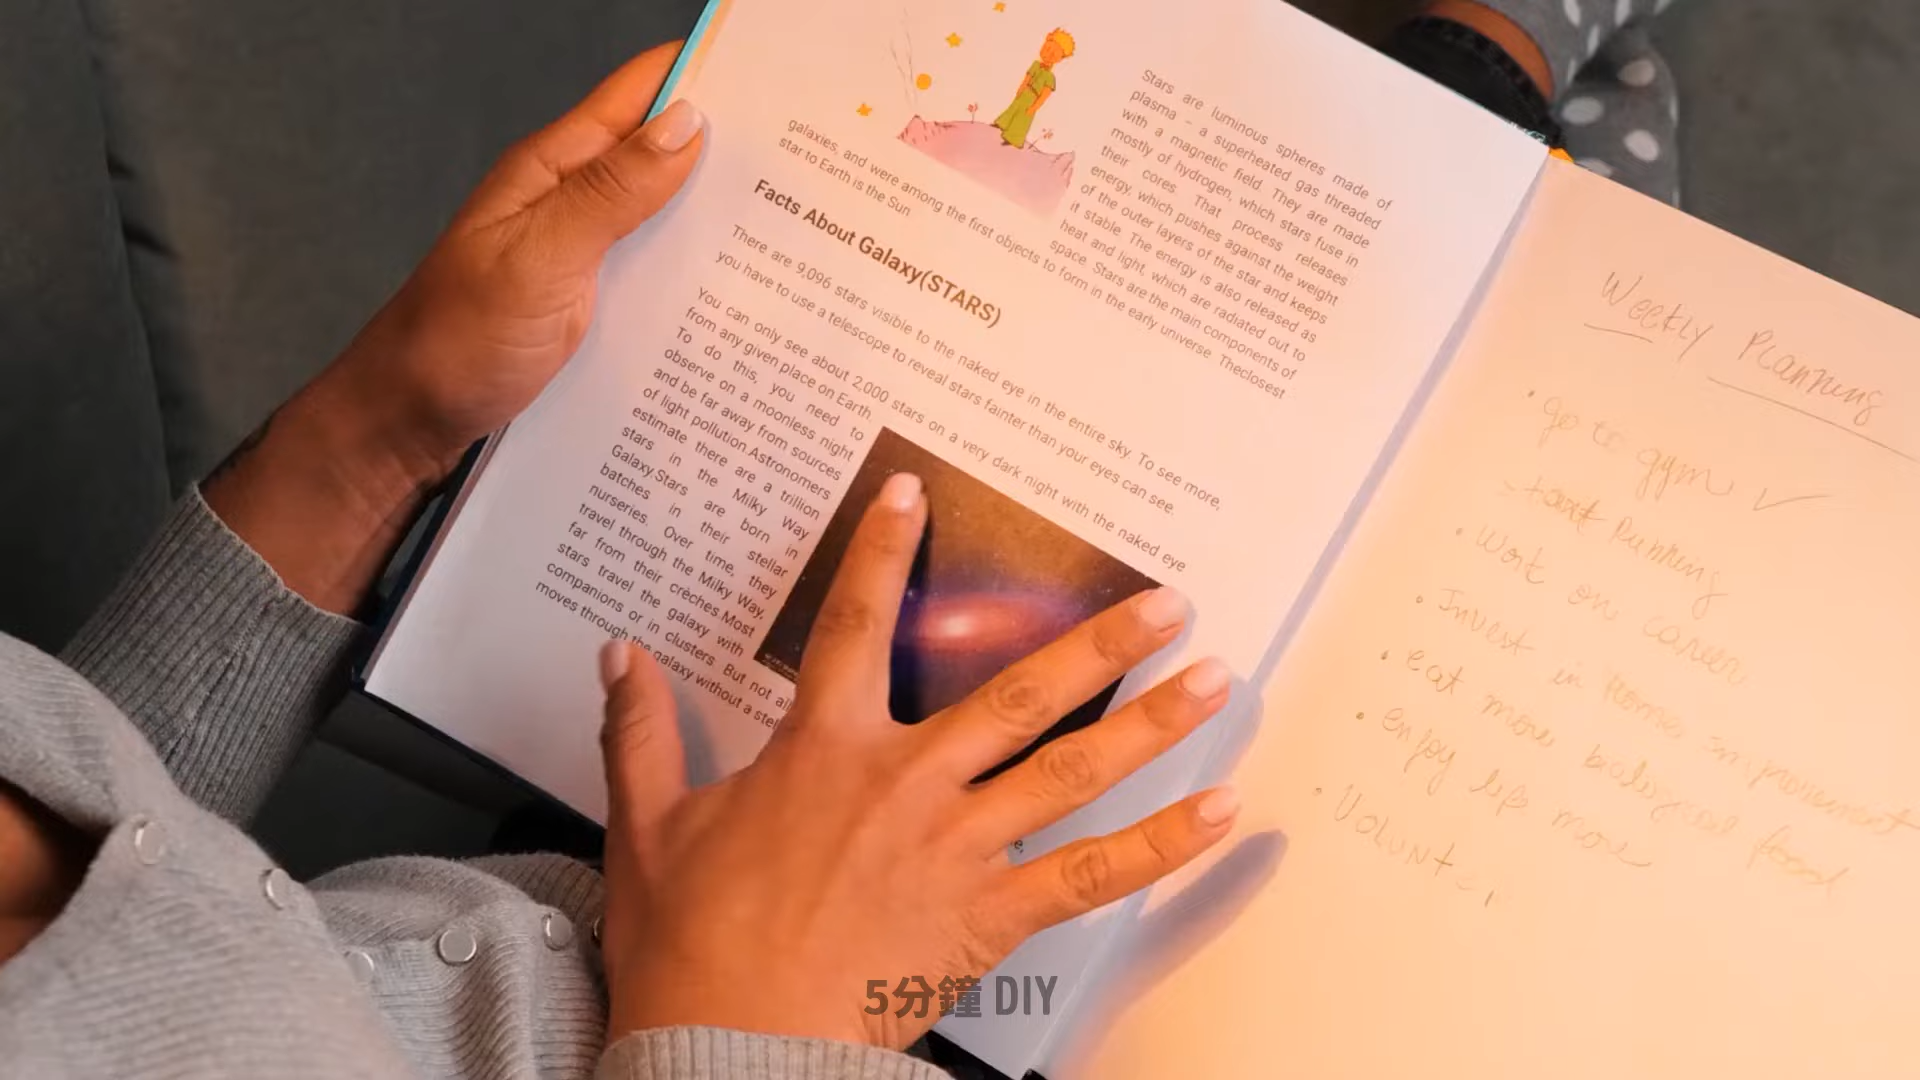 Stars are luminous spheres made of
plasma – a superheated gas threaded
with a magnetic field. They are made
mostly of hydrogen, which stars fuse in
their cores. That process releases
energy, which pushes against the weight
of the outer layers of the star and keeps
it stable. The energy is also released as
heat and light, which are radiated out to
space. Stars are the main components of
galaxies, and were among the first objects to form in the early universe. Theclosest
star to Earth is the Sun
Facts About Galaxy(STARS)
There are 9,096 stars visible to the naked eye in the entire sky. To see more,
you have to use a telescope to reveal stars fainter than your eyes can see.
You can only see about 2,000 stars on a very dark night with the naked eye
from any given place on Earth.
To do this, you need to
observe on a moonless night
and be far away from sources
of light pollution.Astronomers
estimate there are a trillion
stars in the Milky Way
Galaxy.Stars are born in
batches in their stellar
nurseries. Over time, they
travel through the Milky Way,
far from their crèches.Most
stars travel the galaxy with
companions or in clusters. But not all
moves through the galaxy without a stel
Weekly Planning
• go to gym ✓
- Running
• Work on career
• Invest in home improvement
• eat more food
• enjoy life more
• Volunte
5分鐘 DIY